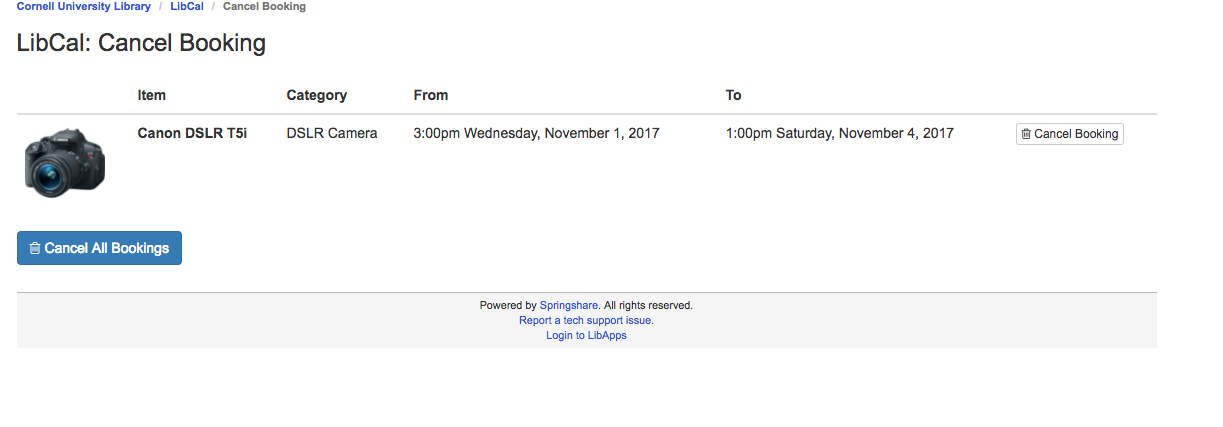 Cornell University Library / LibCal / Cancel Booking
LibCal: Cancel Booking
Item Category From To
Canon DSLR T5i DSLR Camera 3:00pm Wednesday, November 1, 2017 1:00pm Saturday, November 4, 2017 Cancel Booking
Cancel All Bookings
Powered by Springshare. All rights reserved.
Report a tech support issue.
Login to LibApps